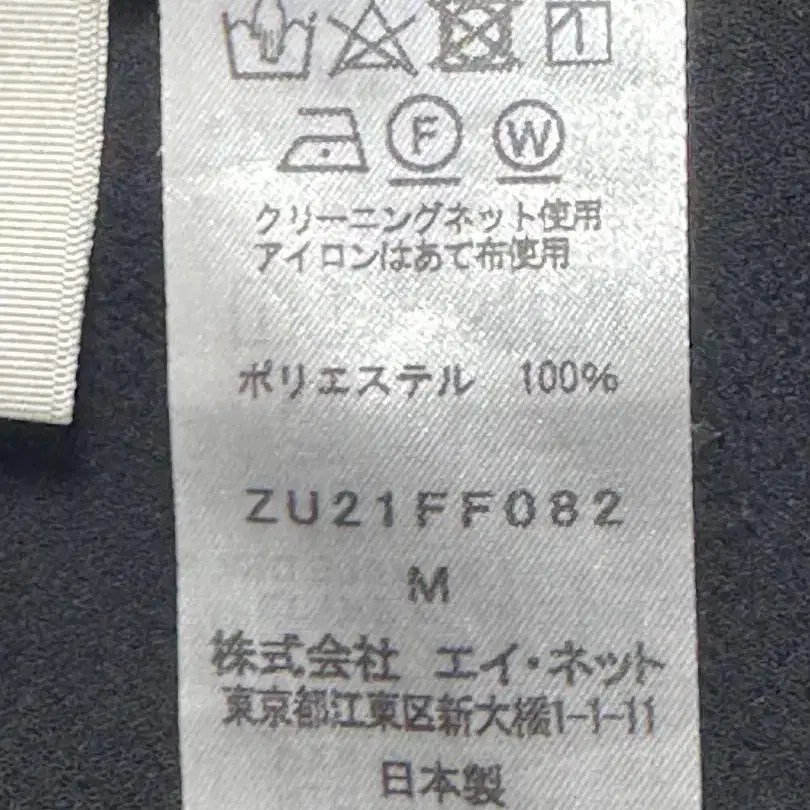 F W
クリーニングネット使用
アイロンはあて布使用
ポリエステル 100%
ZU21FF082
M
株式会社 エイ・ネット
東京都江東区新大橋1-1-11
日本製